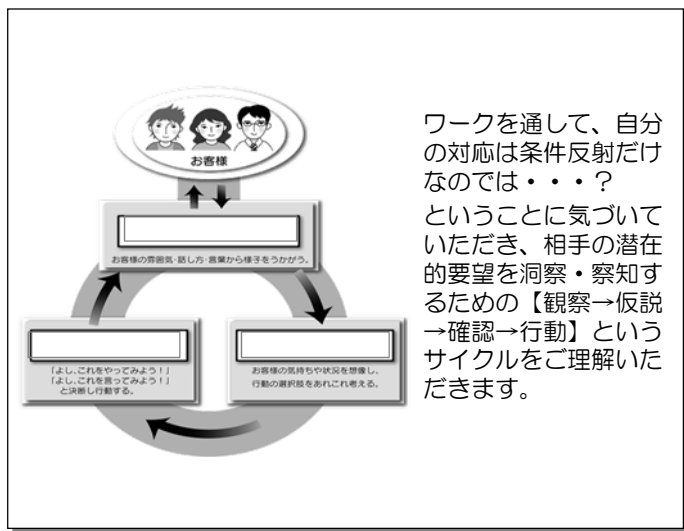 お客様
お客様の雰囲気・話し方・言葉から様子をうかがう。
「よし、これをやってみよう!」
「よし、これを言ってみよう!」
と決断し行動する。
お客様の気持ちや状況を想像し、
行動の選択肢をあれこれ考える。
ワークを通して、自分
の対応は条件反射だけ
なのでは・・・?
ということに気づいて
いただき、相手の潜在
的要望を洞察・察知す
るための【観察→仮説
→確認→行動】という
サイクルをご理解いた
だきます。